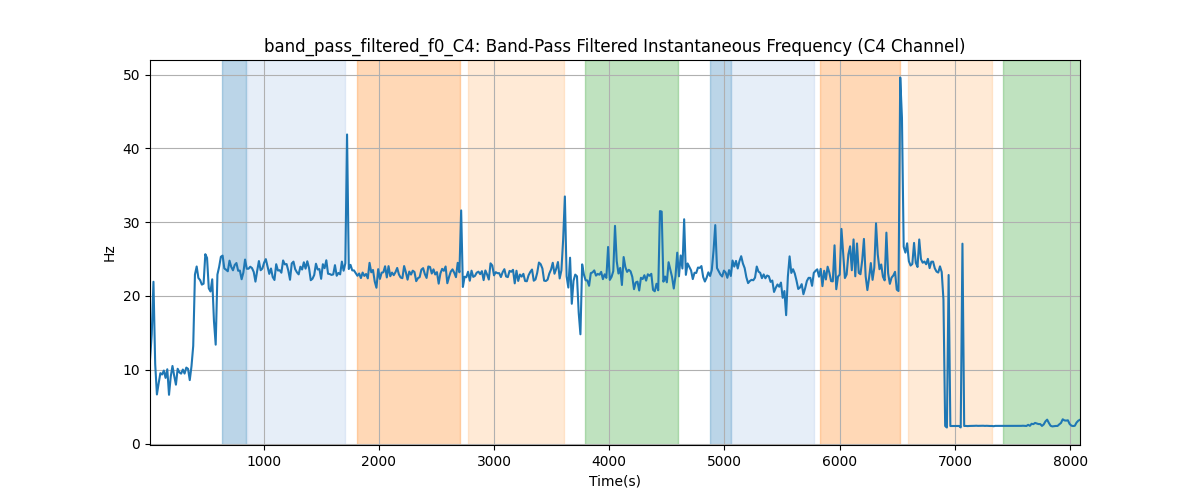 band_pass_filtered_f0_C4: Band-Pass Filtered Instantaneous Frequency (C4 Channel)
50
40
30
20
10
0
Hz
1000 2000 3000 4000 5000 6000 7000 8000
Time(s)